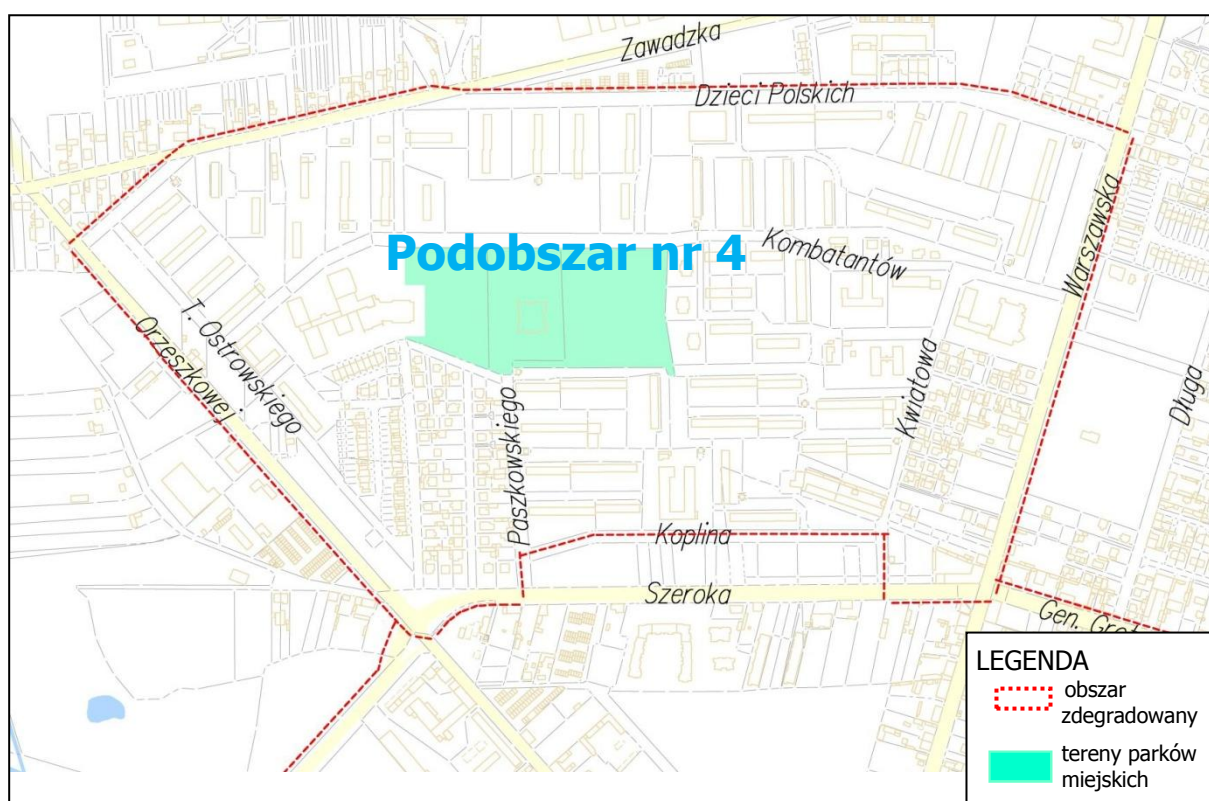 Zawadzka
Dzieci Polskich
Warszawska
Podobszar nr 4
Kombatantów
T. Ostrowskiego
Orzeszkowej
Kwiatowa
Długa
Paszkowskiego
Koplina
Szeroka
Gen. Gro
LEGENDA
obszar
zdegradowany
tereny parków
miejskich